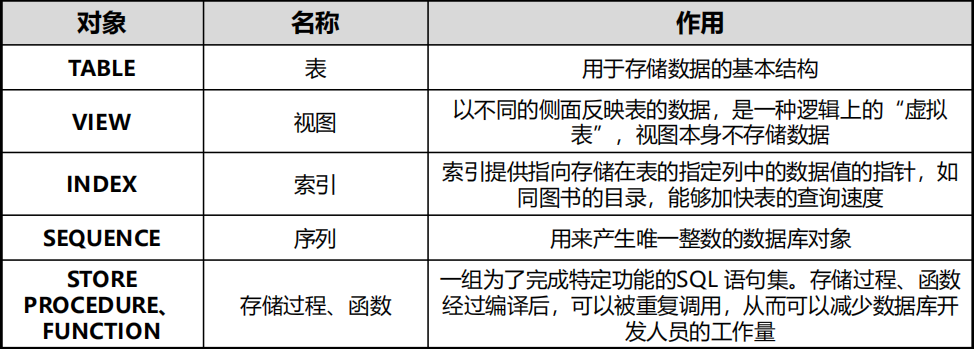 对象 名称 作用
TABLE 表 用于存储数据的基本结构
VIEW 视图 以不同的侧面反映表的数据，是一种逻辑上的“虚拟
表”，视图本身不存储数据
INDEX 索引 索引提供指向存储在表的指定列中的数据值的指针，如
同图书的目录，能够加快表的查询速度
SEQUENCE 序列 用来产生唯一整数的数据库对象
STORE
PROCEDURE、
FUNCTION
存储过程、函数
一组为了完成特定功能的SQL 语句集。存储过程、函数
经过编译后，可以被重复调用，从而可以减少数据库开
发人员的工作量